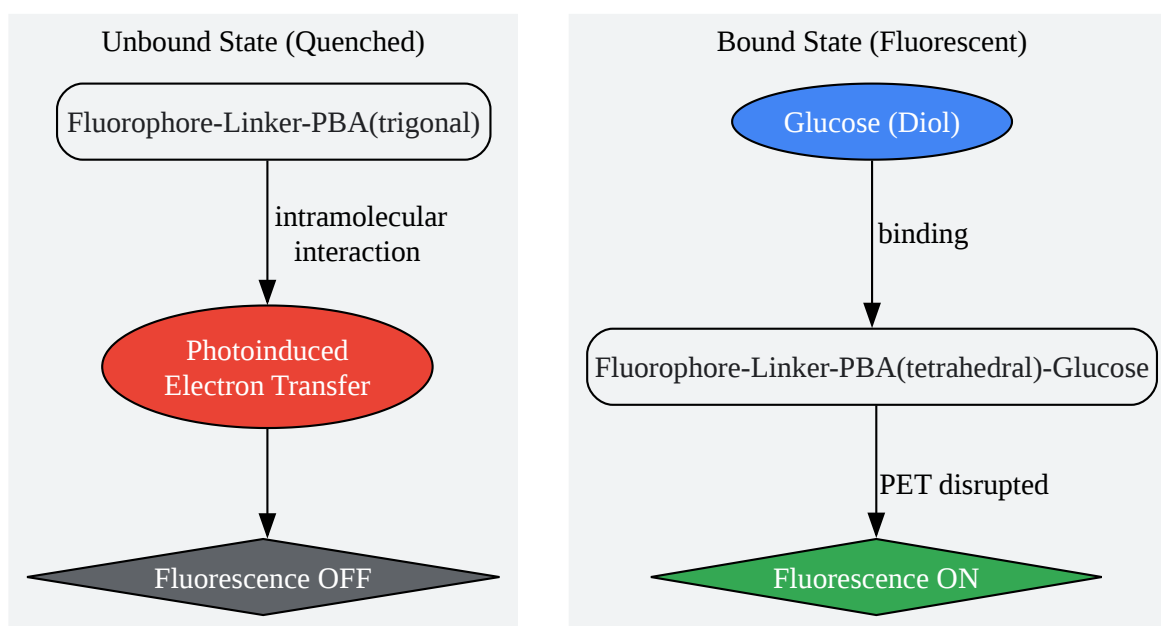 Unbound State (Quenched)
Fluorophore-Linker-PBA(trigonal)
intramolecular
interaction
Photoinduced
Electron Transfer
Fluorescence OFF
Bound State (Fluorescent)
Glucose (Diol)
binding
Fluorophore-Linker-PBA(tetrahedral)-Glucose
PET disrupted
Fluorescence ON